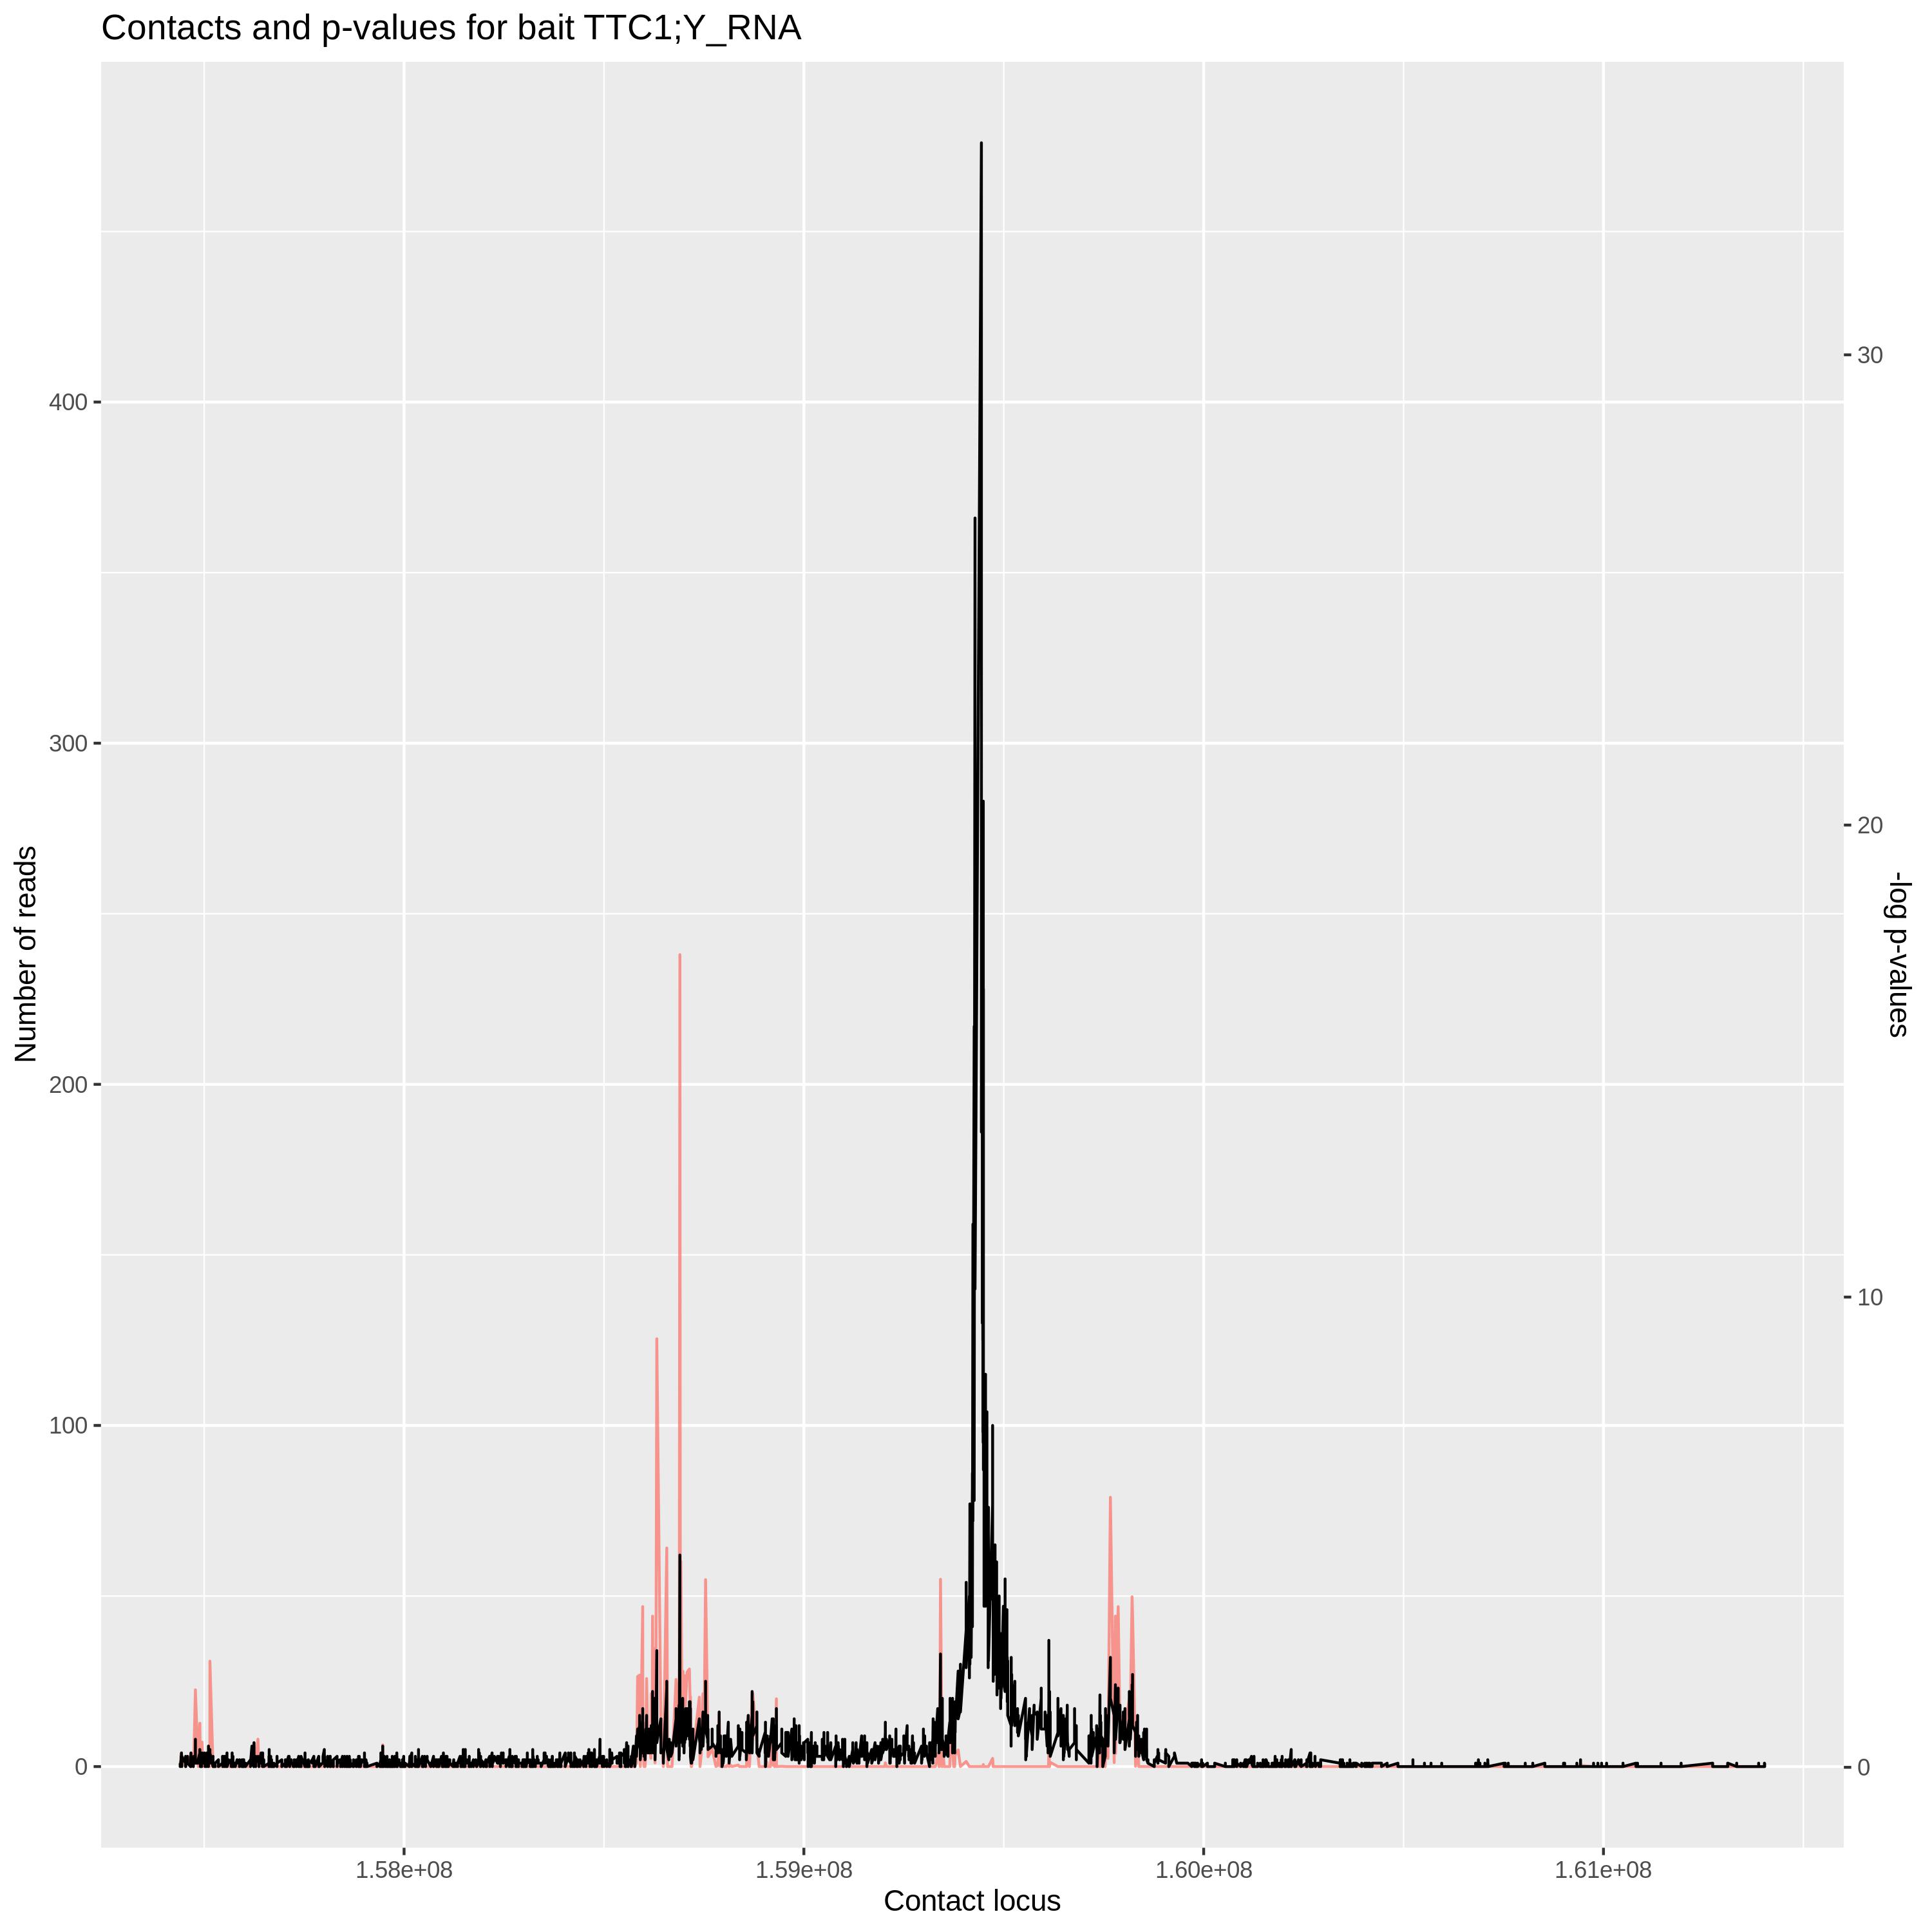 Contacts and p-values for bait TTC1;Y_RNA
Number of reads
400
300
200
100
0
30
20
10
0
-log p-values
1.58e+08
1.59e+08
1.60e+08
1.61e+08
Contact locus